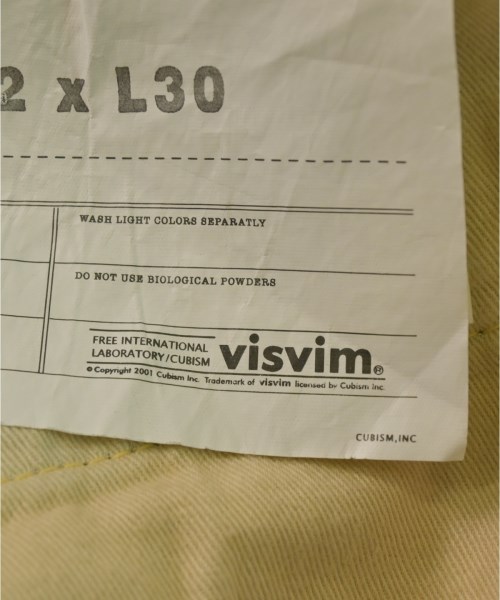 2 x L30
WASH LIGHT COLORS SEPARATLY
DO NOT USE BIOLOGICAL POWDERS
FREE INTERNATIONAL
LABORATORY/CUBISM
visvim®
© Copyright 2001 Cubism Inc. Trademark of visvim licensed by Cubism Inc.
CUBISM,INC